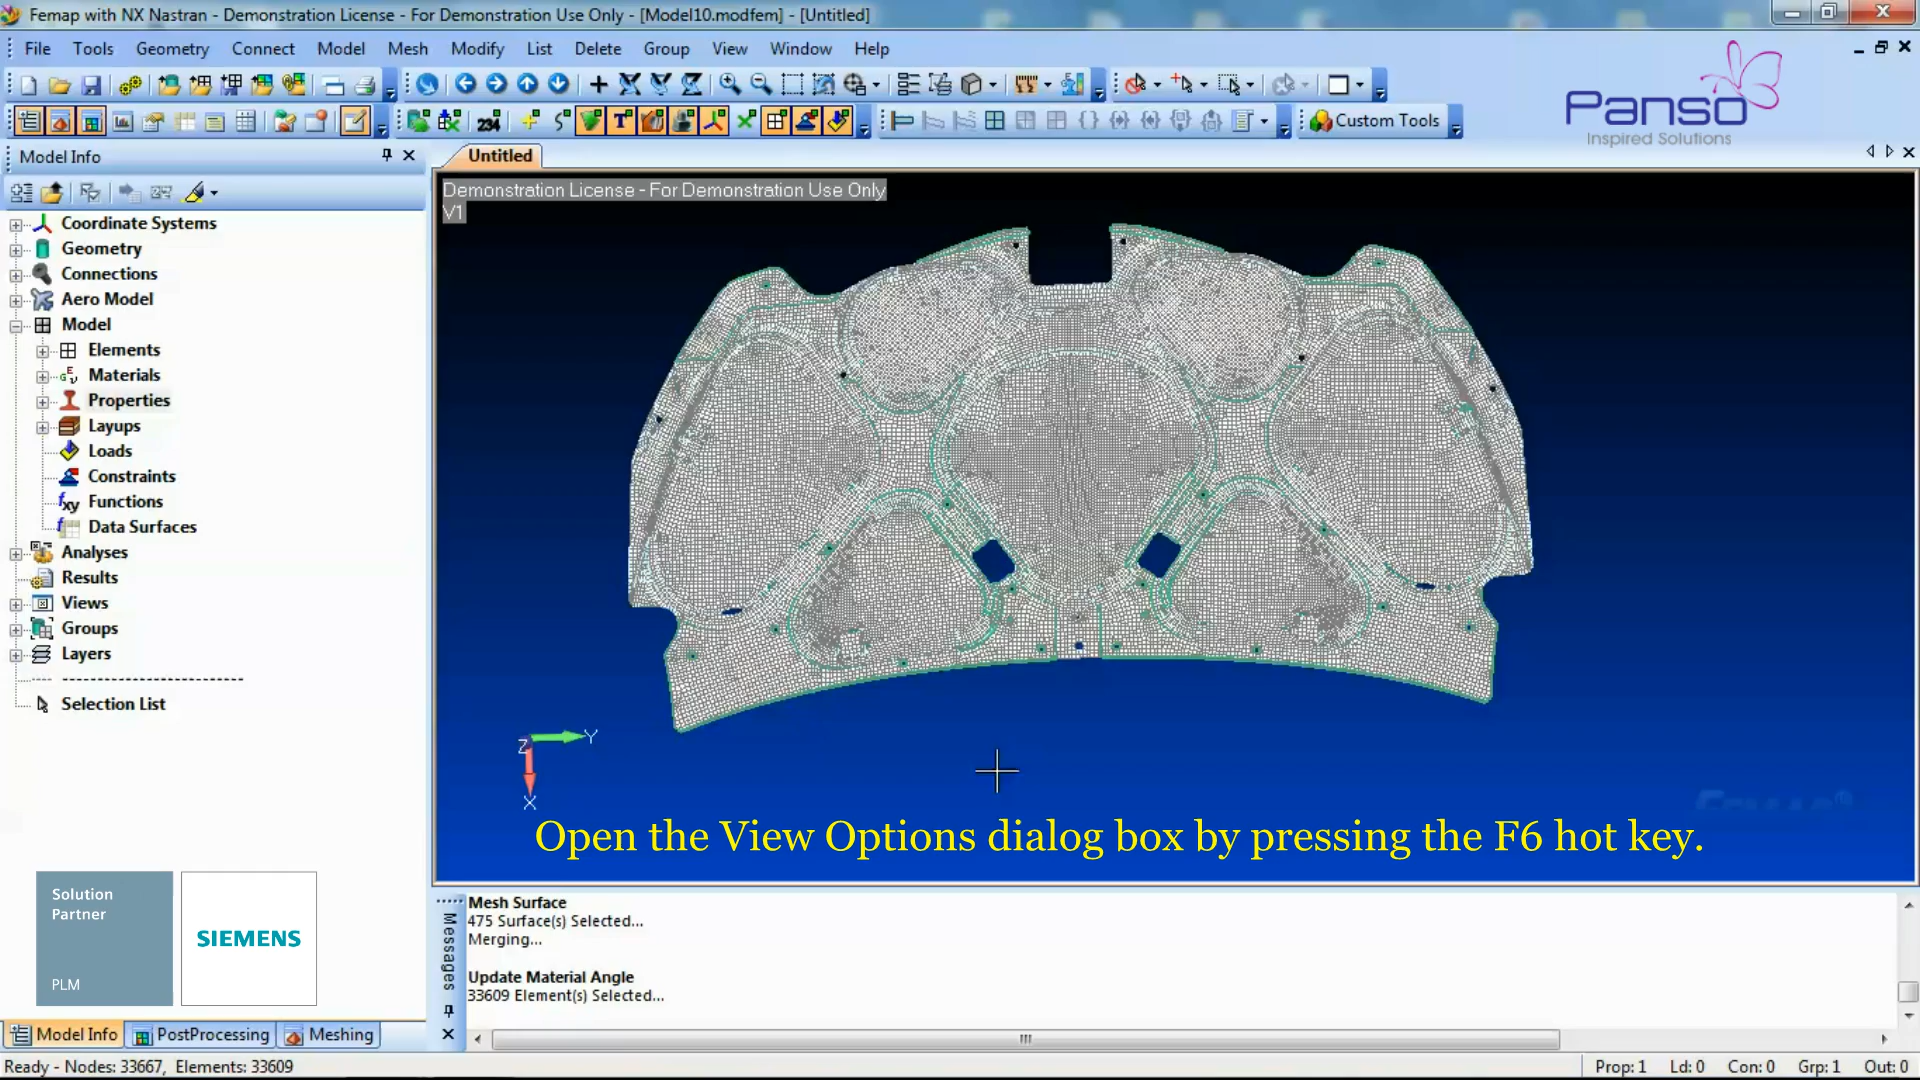 Femap with NX Nastran - Demonstration License - For Demonstration Use Only - [Model10.modfem] - [Untitled]
File Tools Geometry Connect Model Mesh Modify List Delete Group View Window Help
234
Custom Tools
Panso
Inspired Solutions
Model Info
Untitled
Demonstration License - For Demonstration Use Only
V1
Coordinate Systems
Geometry
Connections
Aero Model
Model
Elements
Materials
Properties
Layups
Loads
Constraints
Functions
Data Surfaces
Analyses
Results
Views
Groups
Layers
Selection List
Z
Y
X
Open the View Options dialog box by pressing the F6 hot key.
Solution
Partner
PLM
SIEMENS
Messages
Mesh Surface
475 Surface(s) Selected...
Merging...
Update Material Angle
33609 Element(s) Selected...
Model Info PostProcessing Meshing
Ready - Nodes: 33667, Elements: 33609
Prop: 1 Ld: 0 Con: 0 Grp: 1 Out: 0